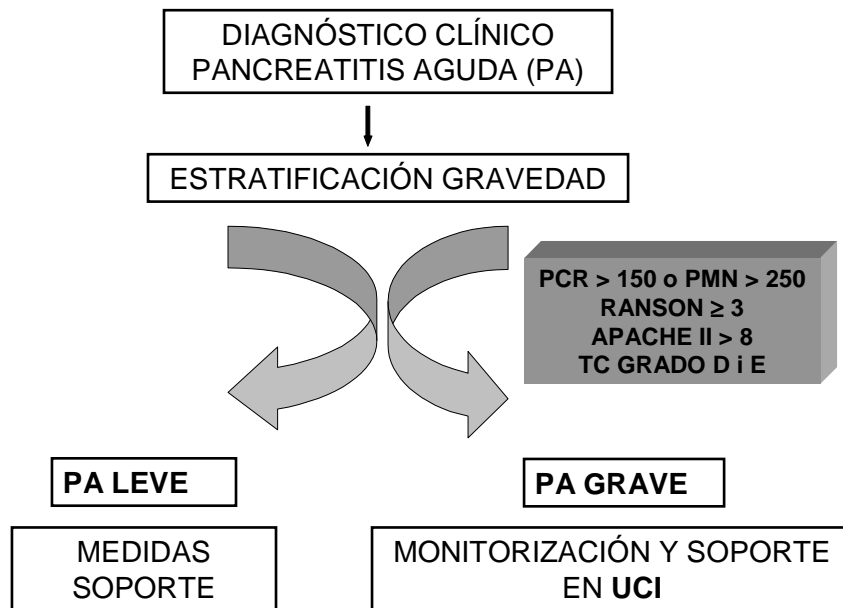 DIAGNÓSTICO CLÍNICO
PANCREATITIS AGUDA (PA)
ESTRATIFICACIÓN GRAVEDAD
PCR > 150 o PMN > 250
RANSON ≥ 3
APACHE II > 8
TC GRADO D i E
PA LEVE
PA GRAVE
MEDIDAS
SOPORTE
MONITORIZACIÓN Y SOPORTE
EN UCI